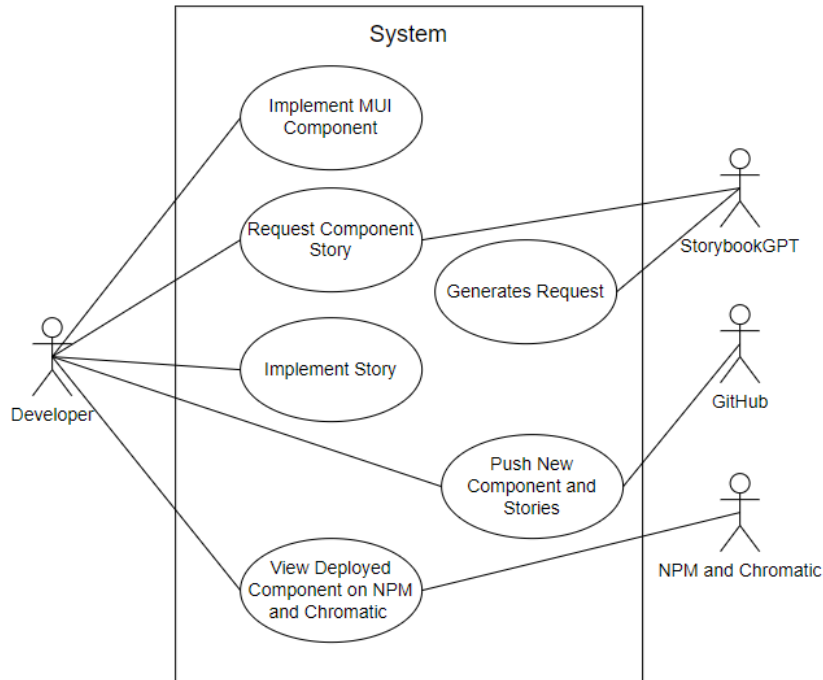 System
Implement MUI
Component
Request Component
Story
StorybookGPT
Generates Request
Implement Story
Developer
GitHub
Push New
Component and
Stories
View Deployed
Component on NPM
and Chromatic
NPM and Chromatic